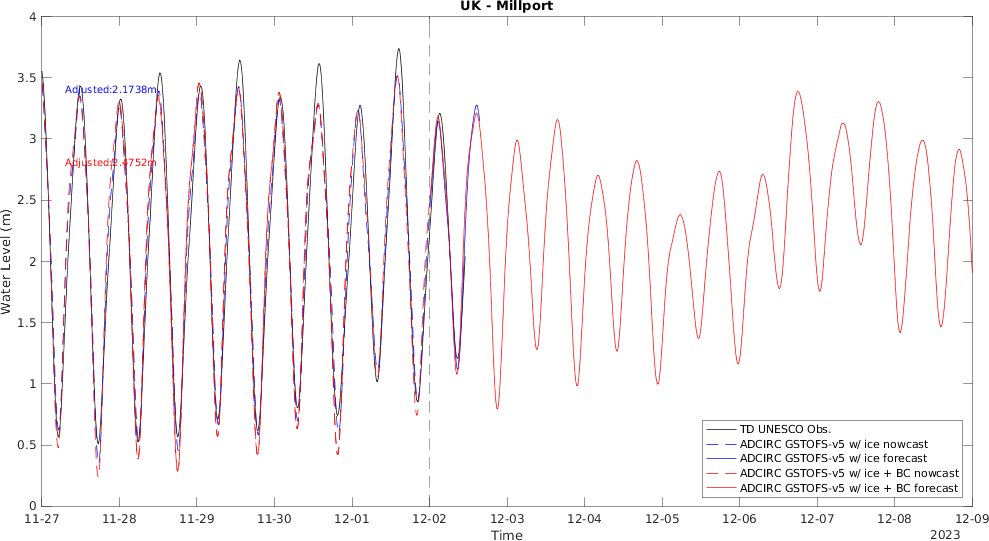 UK - Millport
4
3.5
3
2.5
2
1.5
1
0.5
0
Water Level (m)
Adjusted:2.1738m
Adjusted:2.4752m
TD UNESCO Obs.
ADCIRC GSTOFS-v5 w/ ice nowcast
ADCIRC GSTOFS-v5 w/ ice forecast
ADCIRC GSTOFS-v5 w/ ice + BC nowcast
ADCIRC GSTOFS-v5 w/ ice + BC forecast
11-27 11-28 11-29 11-30 12-01 12-02 12-03 12-04 12-05 12-06 12-07 12-08 12-09
Time
2023